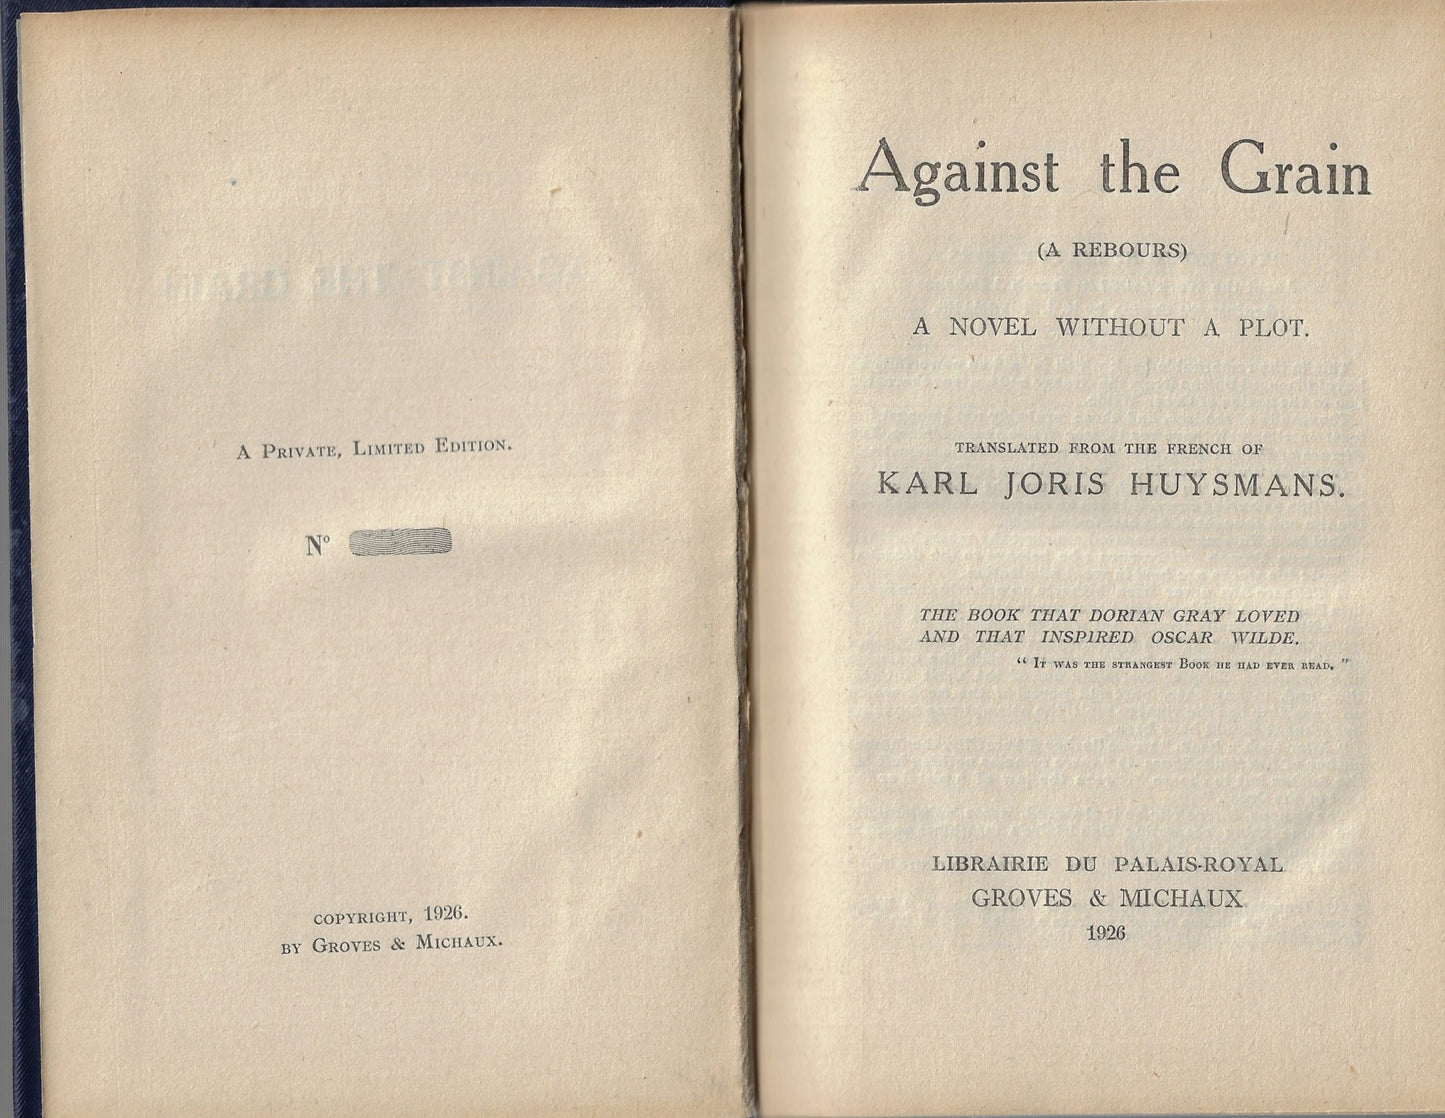 A Private, Limited Edition.
Nº
COPYRIGHT, 1926.
BY Groves & Michaux.
Against the Grain
(A REBOURS)
A NOVEL WITHOUT A PLOT.
TRANSLATED FROM THE FRENCH OF
KARL JORIS HUYSMANS.
THE BOOK THAT DORIAN GRAY LOVED
AND THAT INSPIRED OSCAR WILDE.
“ It was the strangest Book he had ever read. ”
LIBRAIRIE DU PALAIS-ROYAL
GROVES & MICHAUX
1926